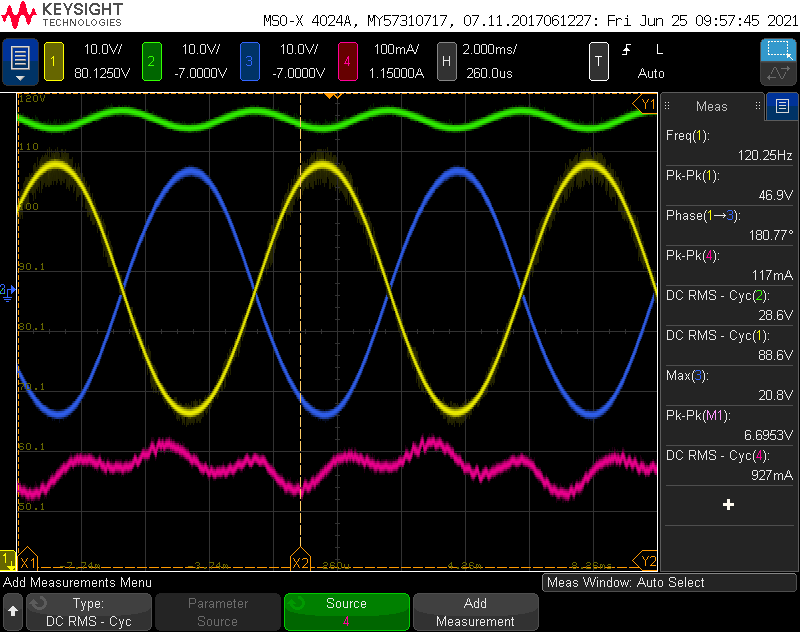 KEYSIGHT
TECHNOLOGIES
MSO-X 4024A, MY57310717, 07.11.2017061227: Fri Jun 25 09:57:45 2021
1 10.0V/ 2 10.0V/ 3 10.0V/ 4 100mA/ H 2.000ms/ T L
80.1250V -7.0000V -7.0000V 1.15000A 260.0us Auto
120V
Y1
Meas
110
Freq(1):
120.25Hz
Pk-Pk(1):
46.9V
Phase(1→3):
180.77°
Pk-Pk(4):
117mA
DC RMS - Cyc(2):
28.6V
DC RMS - Cyc(1):
88.6V
Max(3):
20.8V
Pk-Pk(M1):
6.6953V
DC RMS - Cyc(4):
927mA
90.1
80.1
60.1
50.1
1 X1 -7.74m -3.74m X2 260u 4.26m 8.26ms Y2
Add Measurements Menu
Meas Window: Auto Select
Type:
DC RMS - Cyc
Parameter
Source
Source
4
Add
Measurement